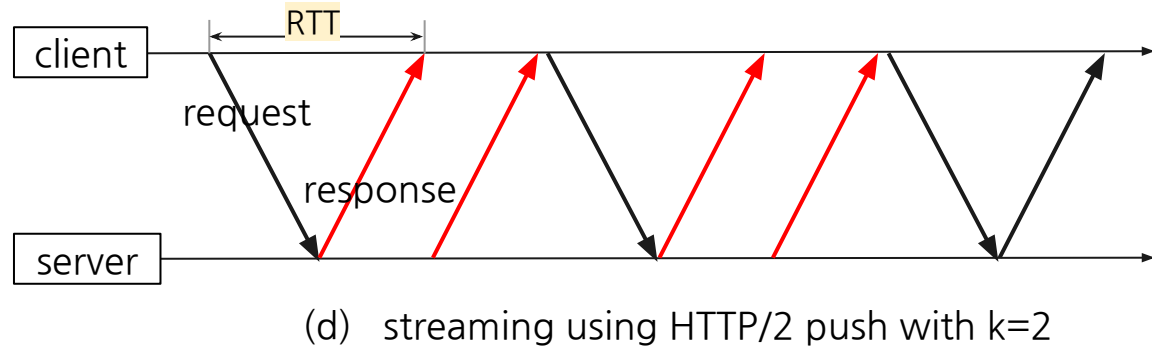 RTT
client
request
response
server
(d) streaming using HTTP/2 push with k=2